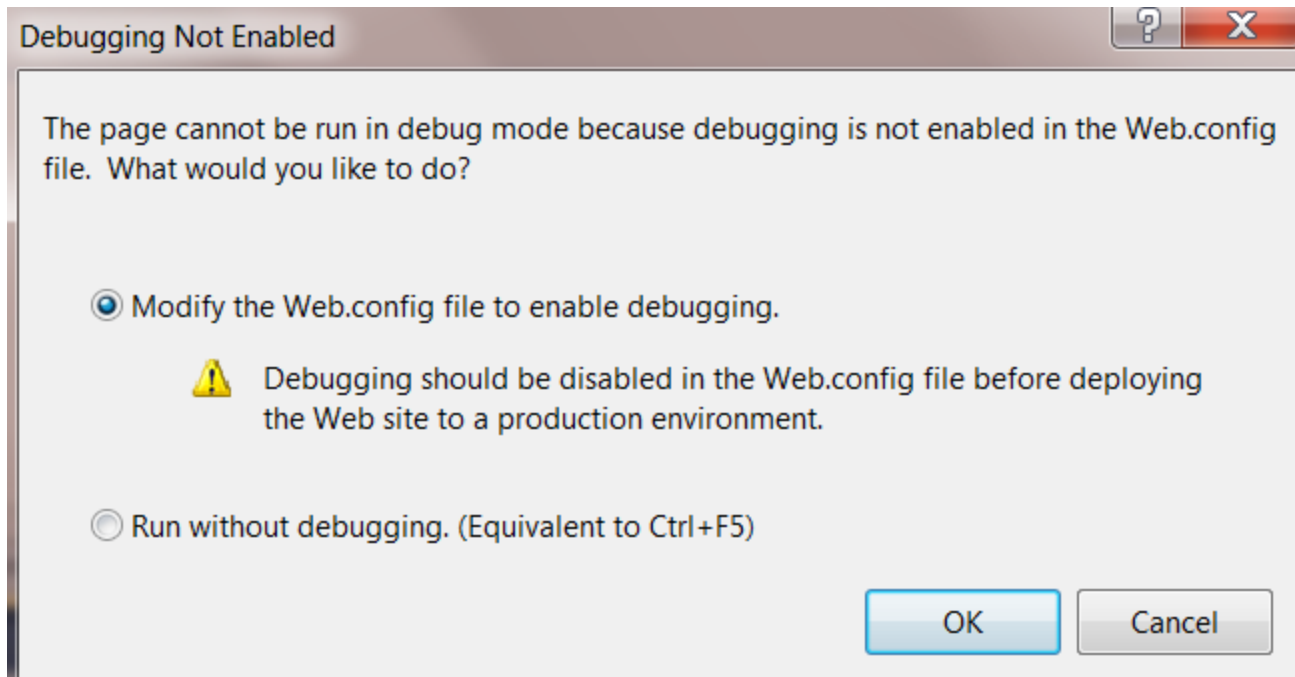 Debugging Not Enabled
The page cannot be run in debug mode because debugging is not enabled in the Web.config
file.  What would you like to do?
Modify the Web.config file to enable debugging.
Debugging should be disabled in the Web.config file before deploying
the Web site to a production environment.
Run without debugging. (Equivalent to Ctrl+F5)
OK
Cancel